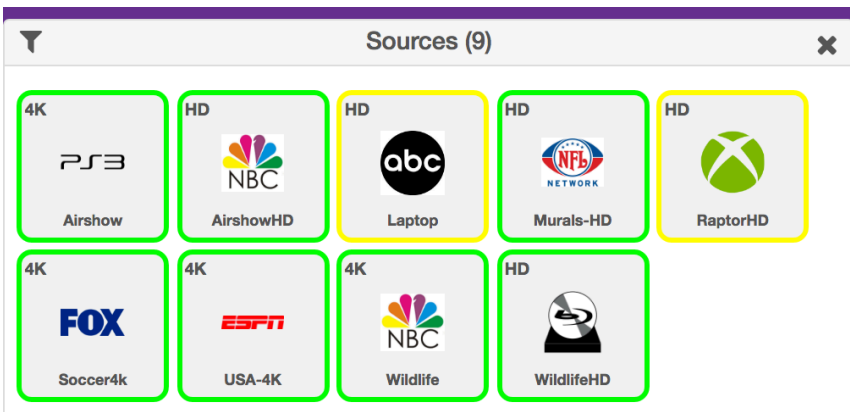 Sources (9)
4K
PS3
Airshow
HD
NBC
AirshowHD
HD
abc
Laptop
HD
NFL
NETWORK
Murals-HD
HD
RaptorHD
4K
FOX
Soccer4k
4K
ESPN
USA-4K
4K
NBC
Wildlife
HD
WildlifeHD